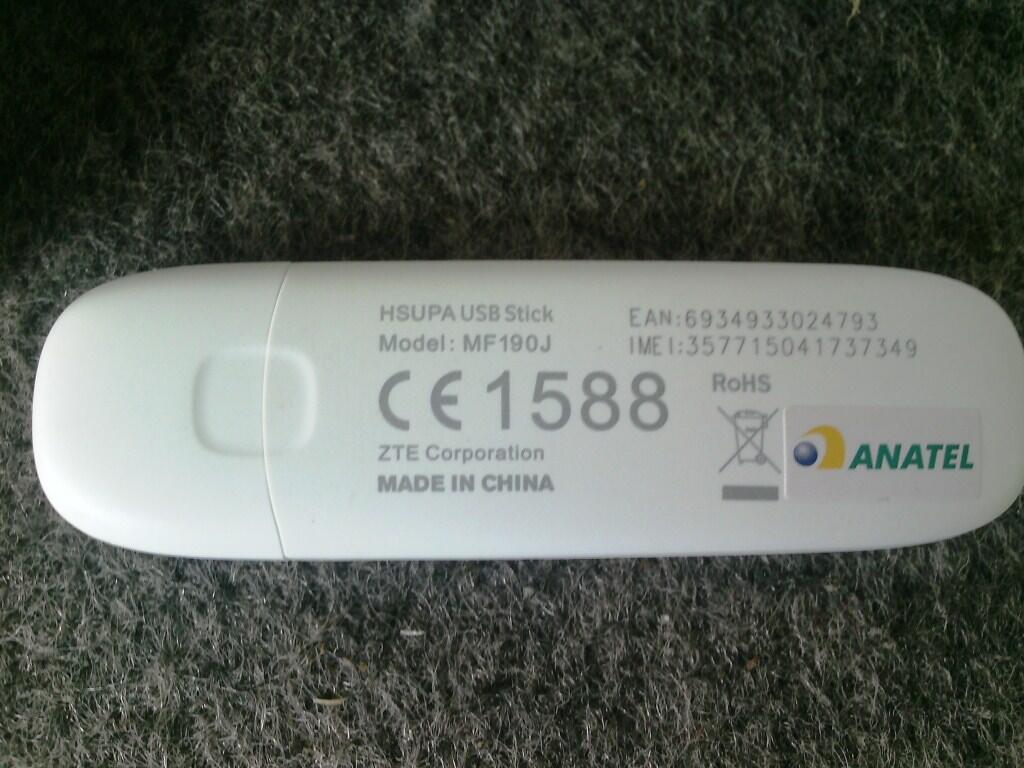 HSUPA USB Stick
Model: MF190J
EAN:6934933024793
IMEI:357715041737349
CE1588
RoHS
ZTE Corporation
MADE IN CHINA
ANATEL